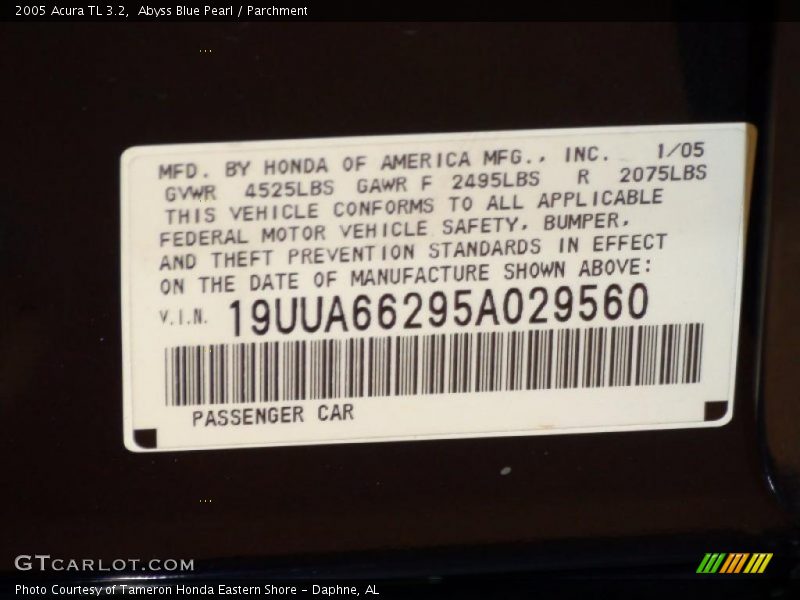 2005 Acura TL 3.2,  Abyss Blue Pearl / Parchment
MFD. BY HONDA OF AMERICA MFG., INC. 1/05
GVWR 4525LBS GAWR F 2495LBS R 2075LBS
THIS VEHICLE CONFORMS TO ALL APPLICABLE
FEDERAL MOTOR VEHICLE SAFETY, BUMPER,
AND THEFT PREVENTION STANDARDS IN EFFECT
ON THE DATE OF MANUFACTURE SHOWN ABOVE:
V.I.N. 19UUA66295A029560
PASSENGER CAR
GTCARLOT.COM
Photo Courtesy of Tameron Honda Eastern Shore – Daphne, AL